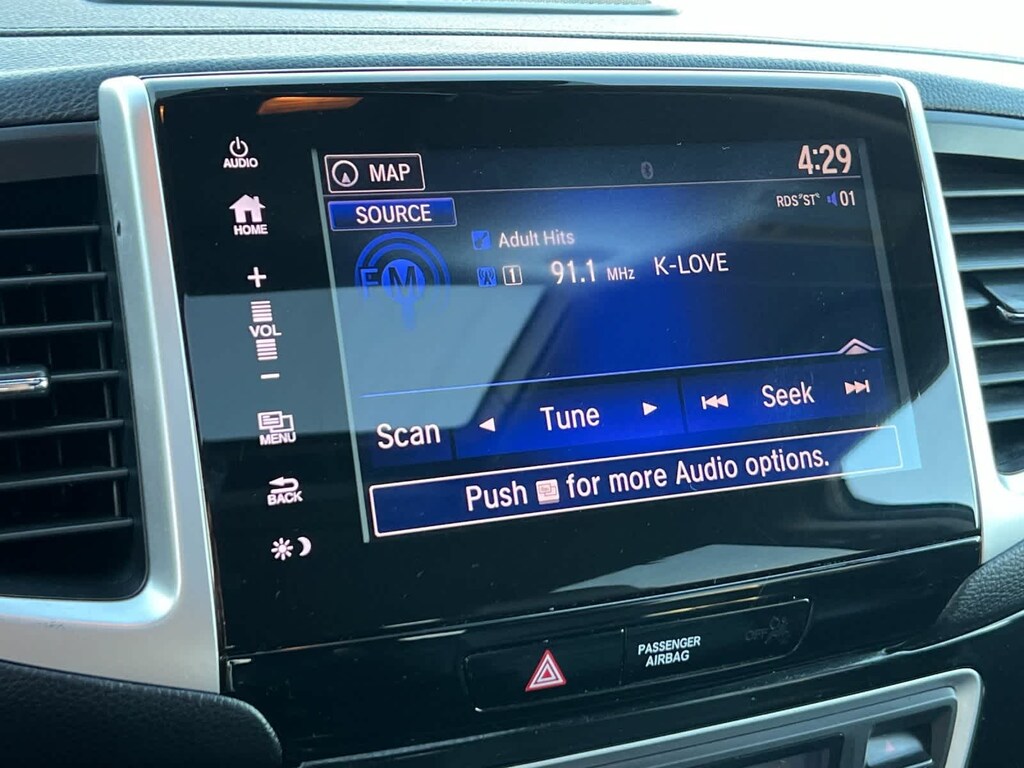 AUDIO
HOME
+
VOL
−
MENU
BACK
MAP
4:29
SOURCE
RDS ST 01
Adult Hits
FM
1 91.1 MHz K-LOVE
Scan Tune Seek
Push for more Audio options.
PASSENGER
AIRBAG
OFF